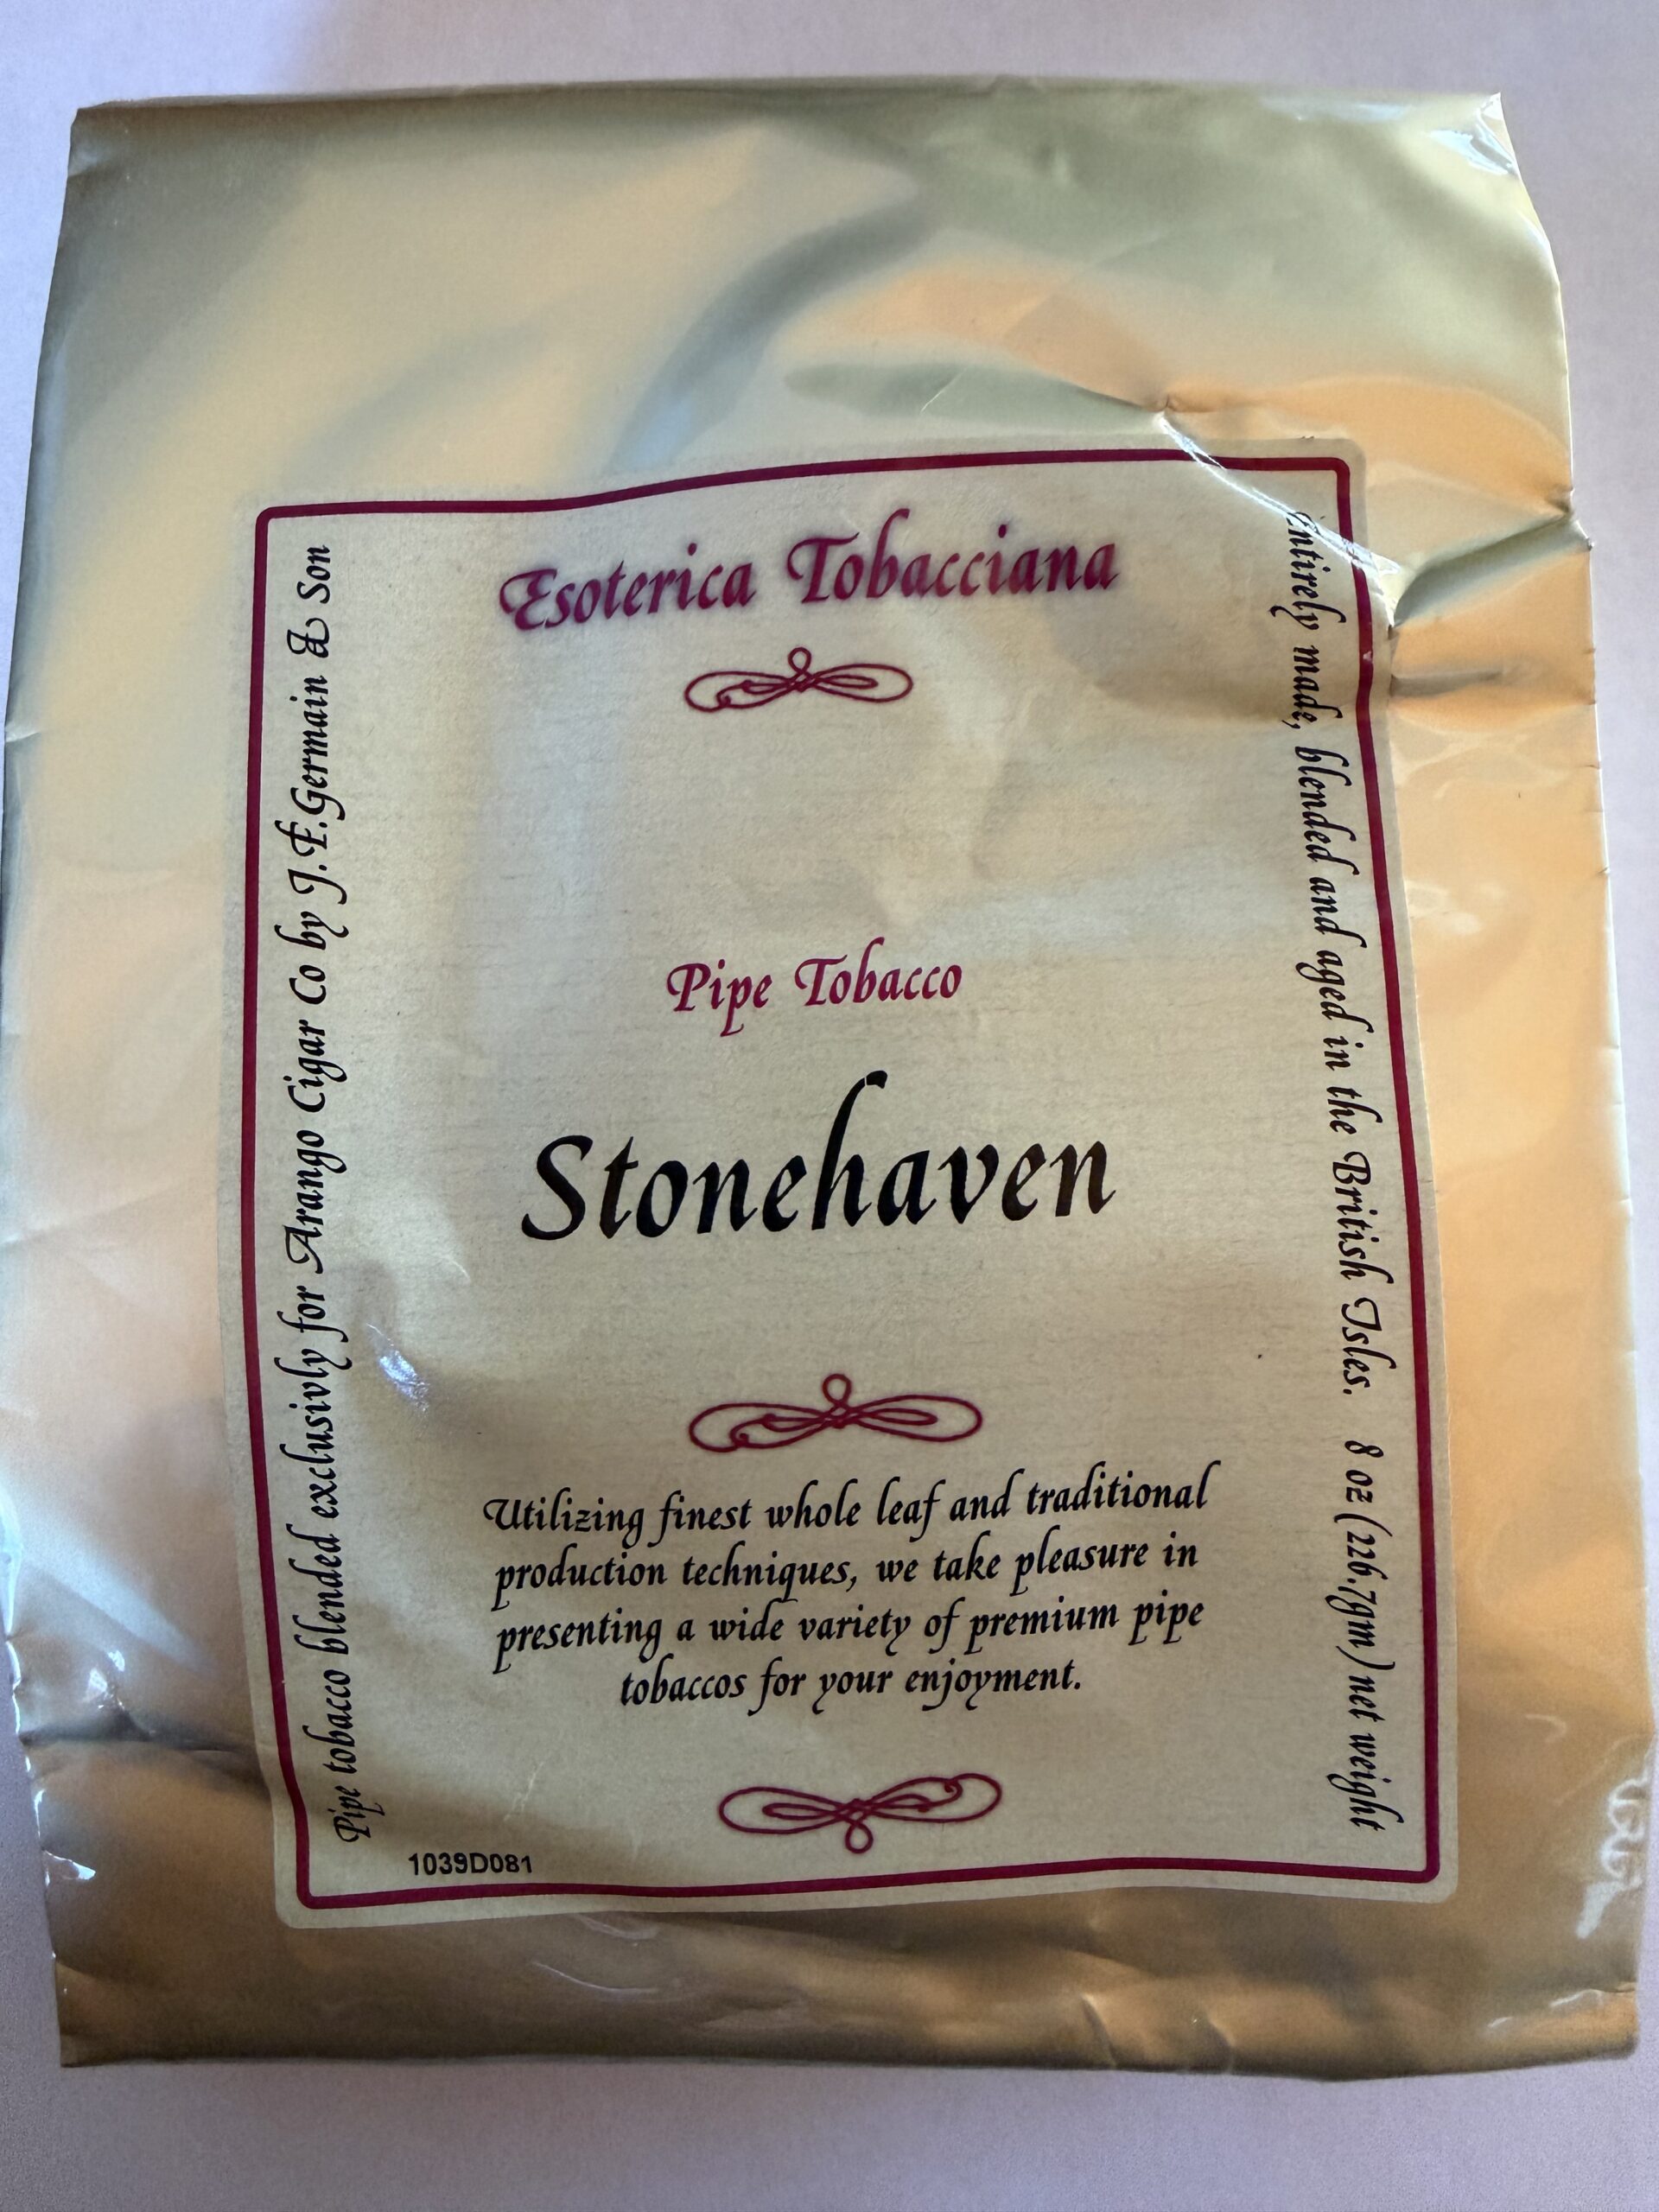 Esoterica Tobacciana
Pipe Tobacco
Stonehaven
Utilizing finest whole leaf and traditional
production techniques, we take pleasure in
presenting a wide variety of premium pipe
tobaccos for your enjoyment.
Pipe tobacco blended exclusivly for Arango Cigar Co by J.F.Germain & Son
Entirely made, blended and aged in the British Isles. 8 oz (226.7gm) net weight
1039D081